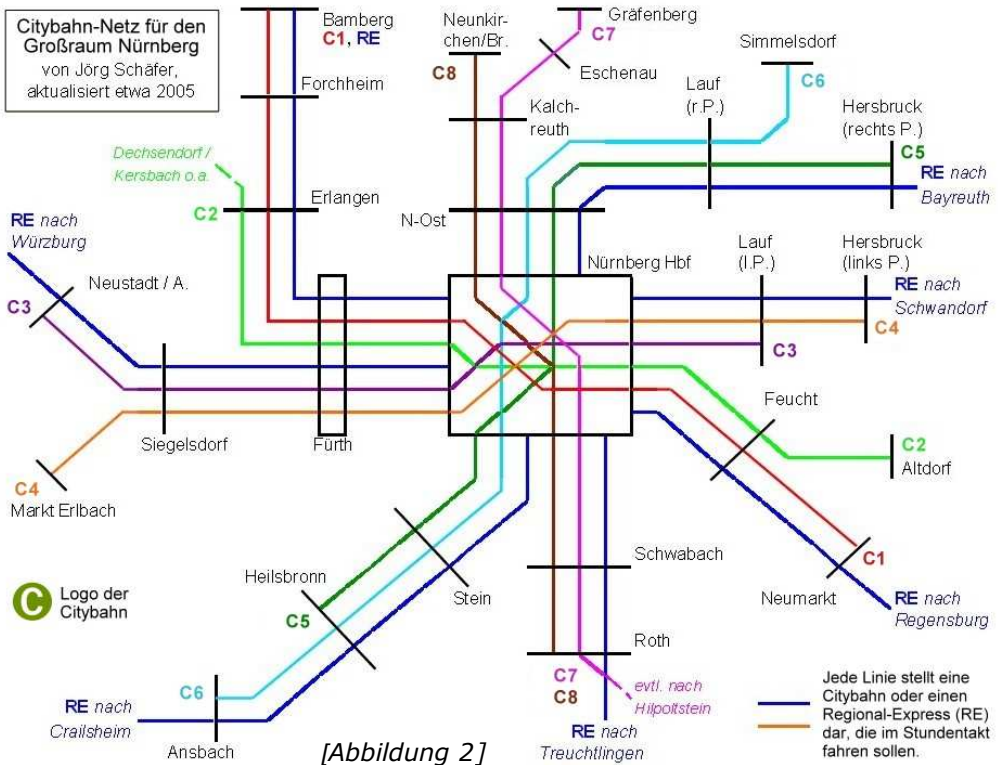 Citybahn-Netz für den
Großraum Nürnberg
von Jörg Schäfer,
aktualisiert etwa 2005
Bamberg
C1, RE
Neunkir-
chen/Br.
C8
Gräfenberg
C7
Eschenau
Simmelsdorf
C6
Forchheim
Kalch-
reuth
Lauf
(r.P.)
Hersbruck
(rechts P.)
C5
Dechsendorf /
Kersbach o.a.
C2
Erlangen
N-Ost
RE nach
Bayreuth
RE nach
Würzburg
Neustadt / A.
C3
Nürnberg Hbf
Lauf
(l.P.)
Hersbruck
(links P.)
RE nach
Schwandorf
C4
C3
Siegelsdorf
Fürth
Feucht
C2
Altdorf
C4
Markt Erlbach
C
Logo der
Citybahn
Heilsbronn
C5
Stein
Schwabach
C1
Neumarkt
RE nach
Regensburg
Roth
C7
C8
evtl. nach
Hilpoltstein
C6
RE nach
Crailsheim
Ansbach
RE nach
Treuchtlingen
Jede Linie stellt eine
Citybahn oder einen
Regional-Express (RE)
dar, die im Stundentakt
fahren sollen.
[Abbildung 2]